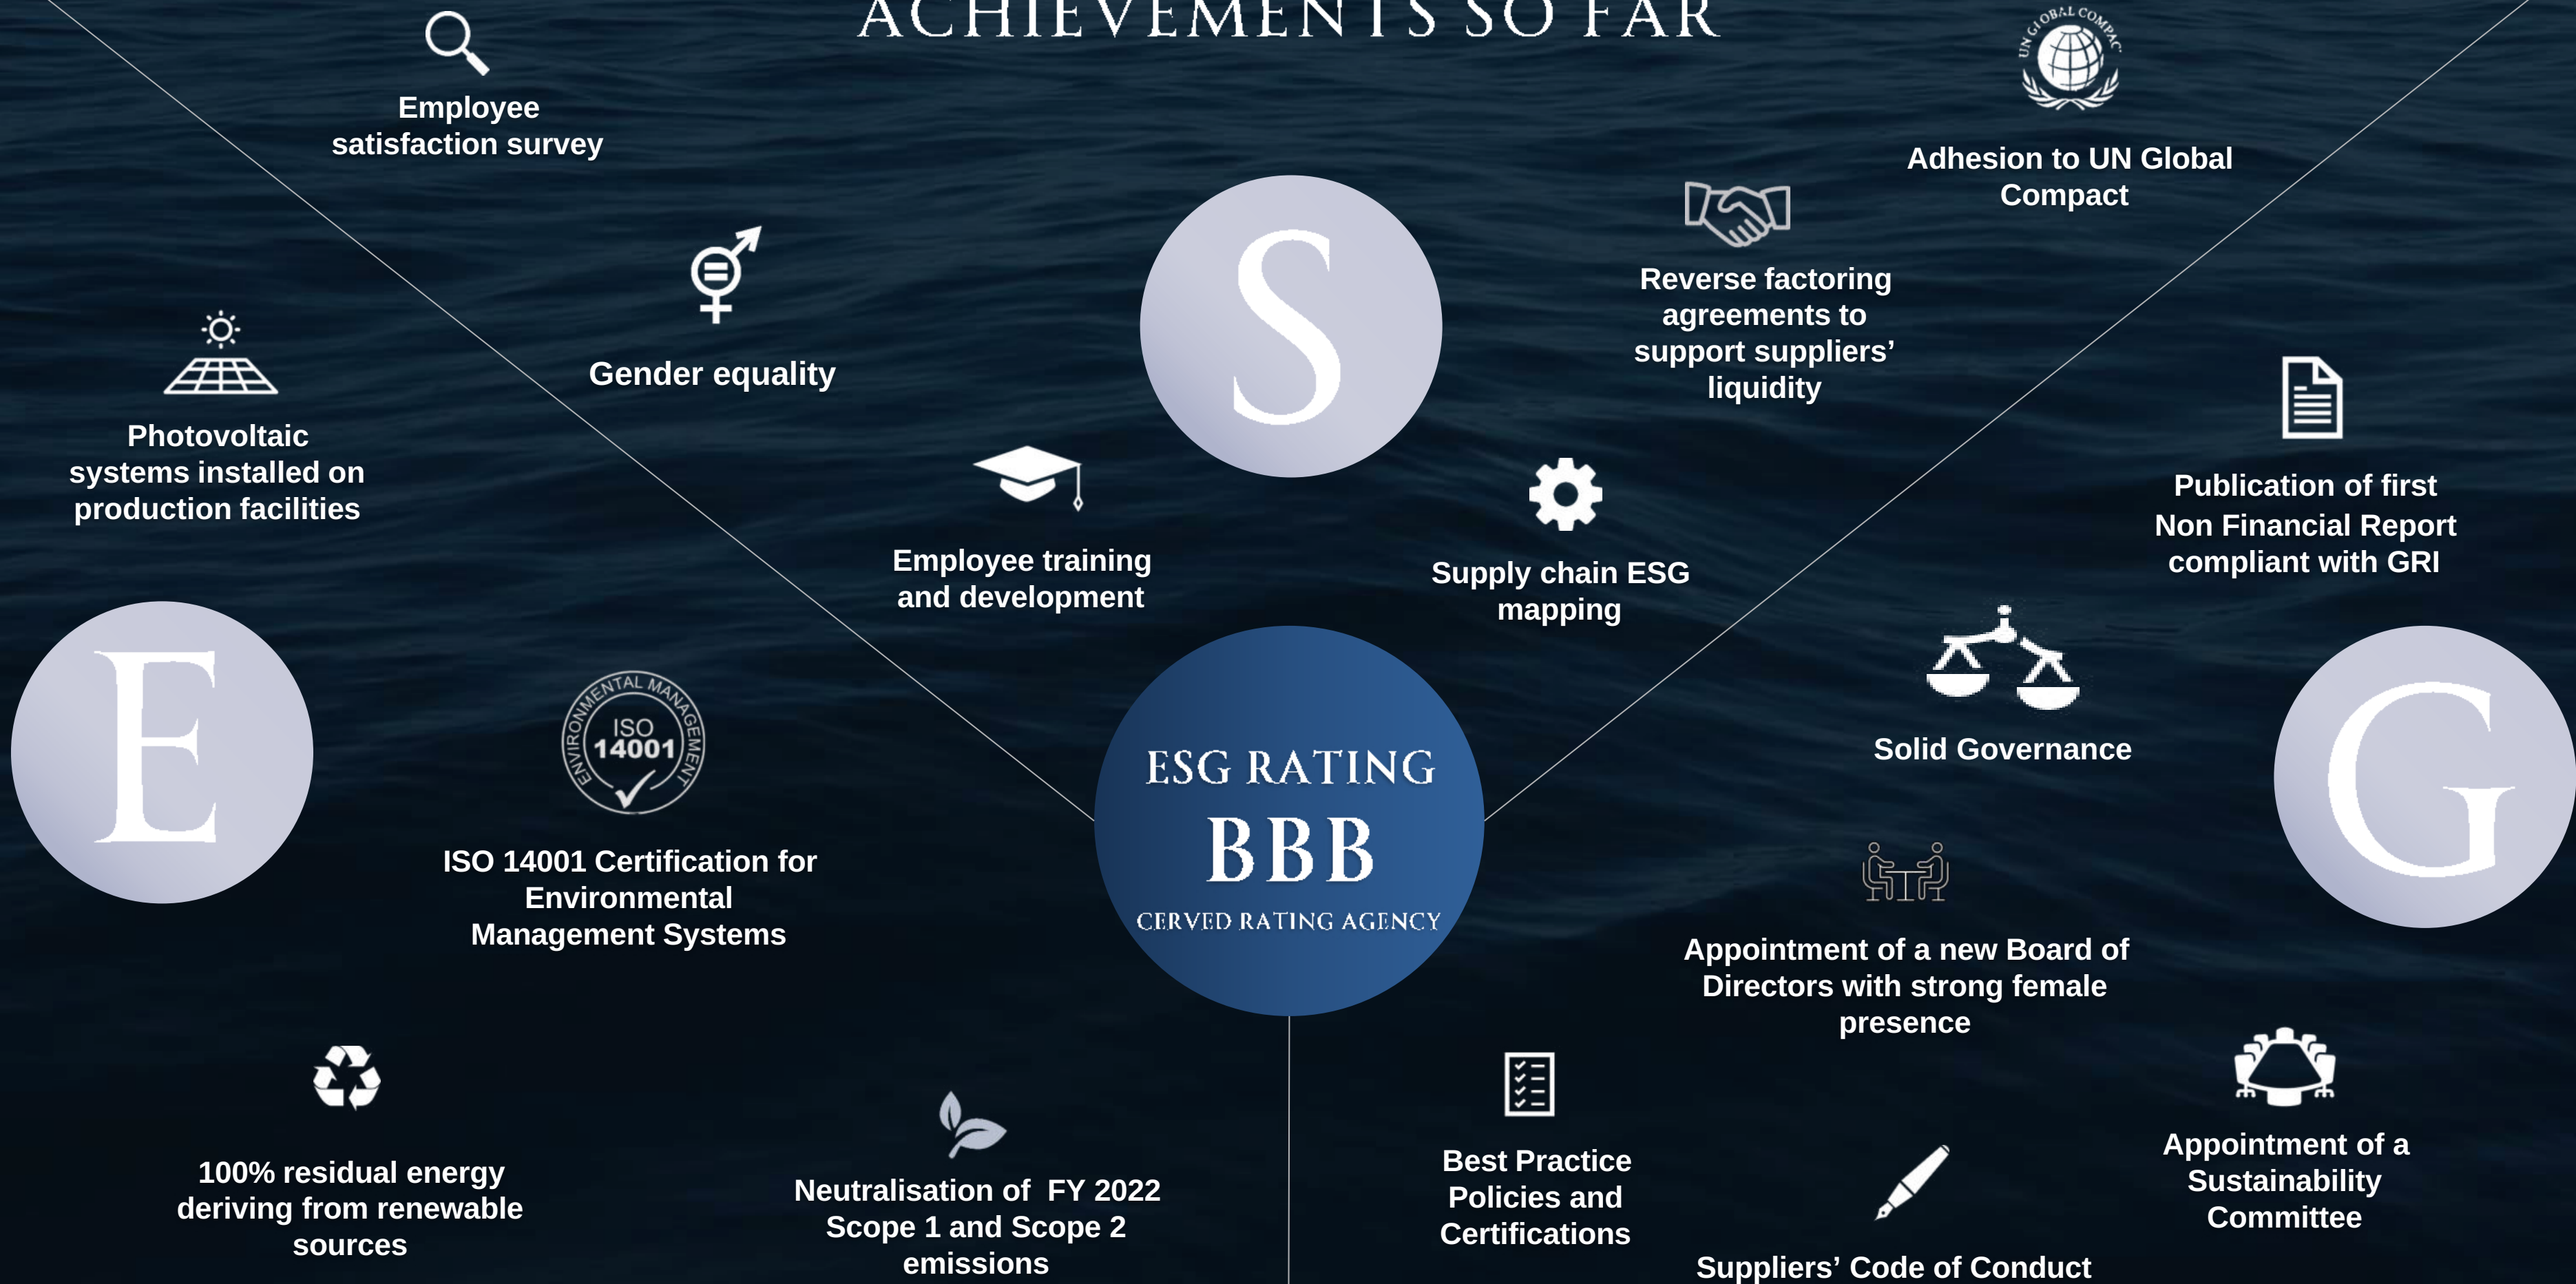 ACHIEVEMENTS SO FAR
UN GLOBAL COMPACT
Employee
satisfaction survey
Adhesion to UN Global
Compact
S
Gender equality
Reverse factoring
agreements to
support suppliers’
liquidity
Photovoltaic
systems installed on
production facilities
Employee training
and development
Supply chain ESG
mapping
Publication of first
Non Financial Report
compliant with GRI
E
ENVIRONMENTAL MANAGEMENT
ISO
14001
ISO 14001 Certification for
Environmental
Management Systems
ESG RATING
BBB
CERVED RATING AGENCY
Solid Governance
G
Appointment of a new Board of
Directors with strong female
presence
100% residual energy
deriving from renewable
sources
Neutralisation of  FY 2022
Scope 1 and Scope 2
emissions
Best Practice
Policies and
Certifications
Suppliers’ Code of Conduct
Appointment of a
Sustainability
Committee